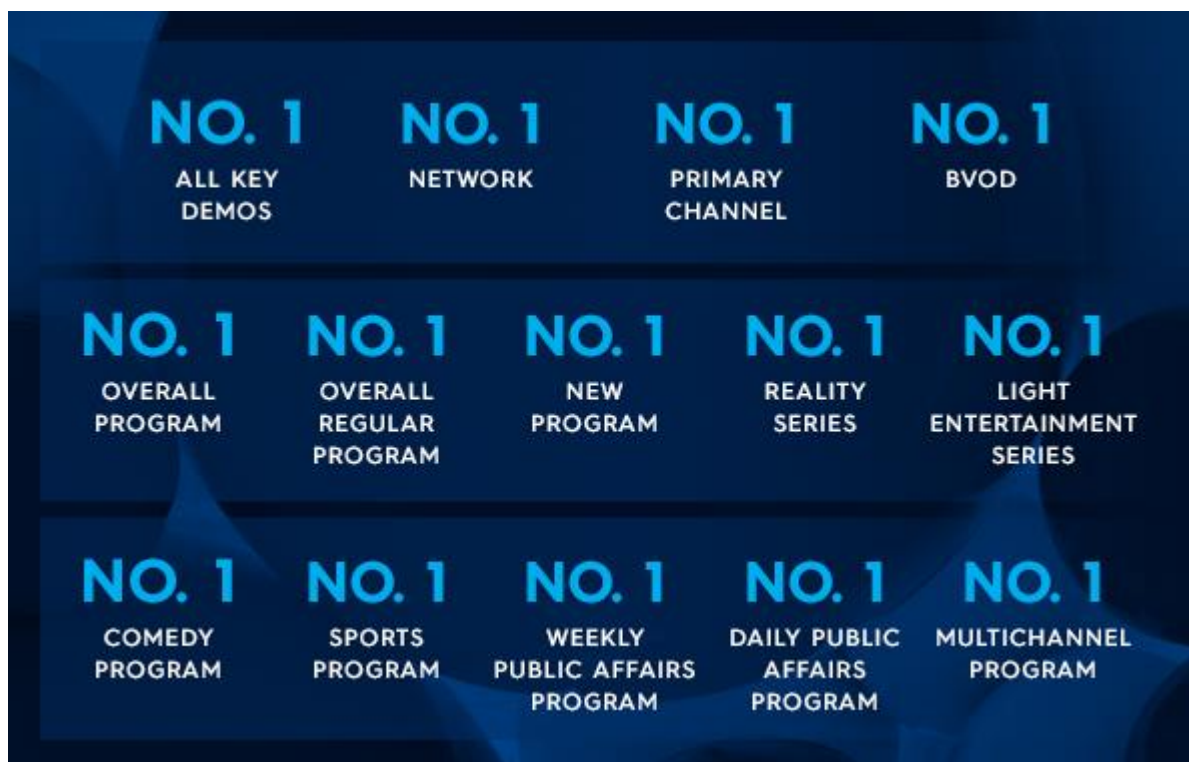 NO. 1 NO. 1 NO. 1 NO. 1
ALL KEY NETWORK PRIMARY BVOD
DEMOS CHANNEL
NO. 1 NO. 1 NO. 1 NO. 1 NO. 1
OVERALL OVERALL NEW REALITY LIGHT
PROGRAM REGULAR PROGRAM SERIES ENTERTAINMENT
PROGRAM SERIES
NO. 1 NO. 1 NO. 1 NO. 1 NO. 1
COMEDY SPORTS WEEKLY DAILY PUBLIC MULTICHANNEL
PROGRAM PROGRAM PUBLIC AFFAIRS AFFAIRS PROGRAM
PROGRAM PROGRAM